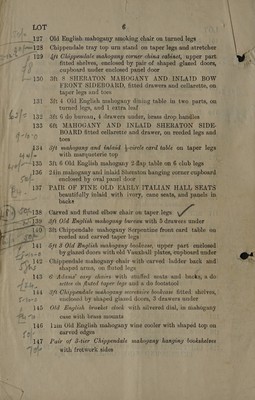 LOT 6
127 Old English mahogany smoking chair on turned legs
128 Chippendale tray top urn stand on taper legs and stretcher
129 3ft Chippendale mahogany corner china cabinet, upper part
fitted shelves, enclosed by pair of shaped glazed doors,
cupboard under enclosed panel door
130 5ft 6 SHERATON MAHOGANY AND INLAID BOW
FRONT SIDEBOARD, fitted drawers and cellarette, on
taper legs and toes
131 5ft 4 Old English mahogany dining table in two parts, on
turned legs, and 1 extra leaf
132 3ft 6 do bureau, 4 drawers under, brass drop handles
133 6ft MAHOGANY AND INLAID SHERATON SIDE-
BOARD fitted cellarette and drawer, on reeded legs and
toes
134 3ft mahogany and inlaid ½-circle card table on taper legs
with marqueterie top
135 5ft 6 Old English mahogany 2-flap table on 6 club legs
136 24in mahogany and inlaid Sheraton hanging corner cupboard
enclosed by oval panel door
137 PAIR OF FINE OLD EARLY ITALIAN HALL SEATS
beautifully inlaid with ivory, cane seats, and panels in
backs
138 Carved and fluted elbow chair on taper legs
139 3ft Old English mahogany bureau with 3 drawers under
140 3ft Chippendale mahogany Serpentine front card table on
reeded and carved taper legs
141 6ft 8 Old English mahogany bookcase, upper part enclosed
by glazed doors with old Vauxhall plates, cupboard under
142 Chippendale mahogany chair with carved ladder back and
shaped arms, on fluted legs
143 6 Adams' may chairs with stuffed seats and backs, a do
settee on fluted taper legs and a do footstool
144 3ft Chippendale mahogany secretaire bookcase fitted shelves,
enclosed by shaped glazed doors, 3 drawers under
145 Old English bracket clock with silvered dial, in mahogany
case with brass mounts
146 14in Old English mahogany wine cooler with shaped top on
carved edges
147 Pair of 3-tier Chippendale mahogany hanging bookshelves
with fretwork sides